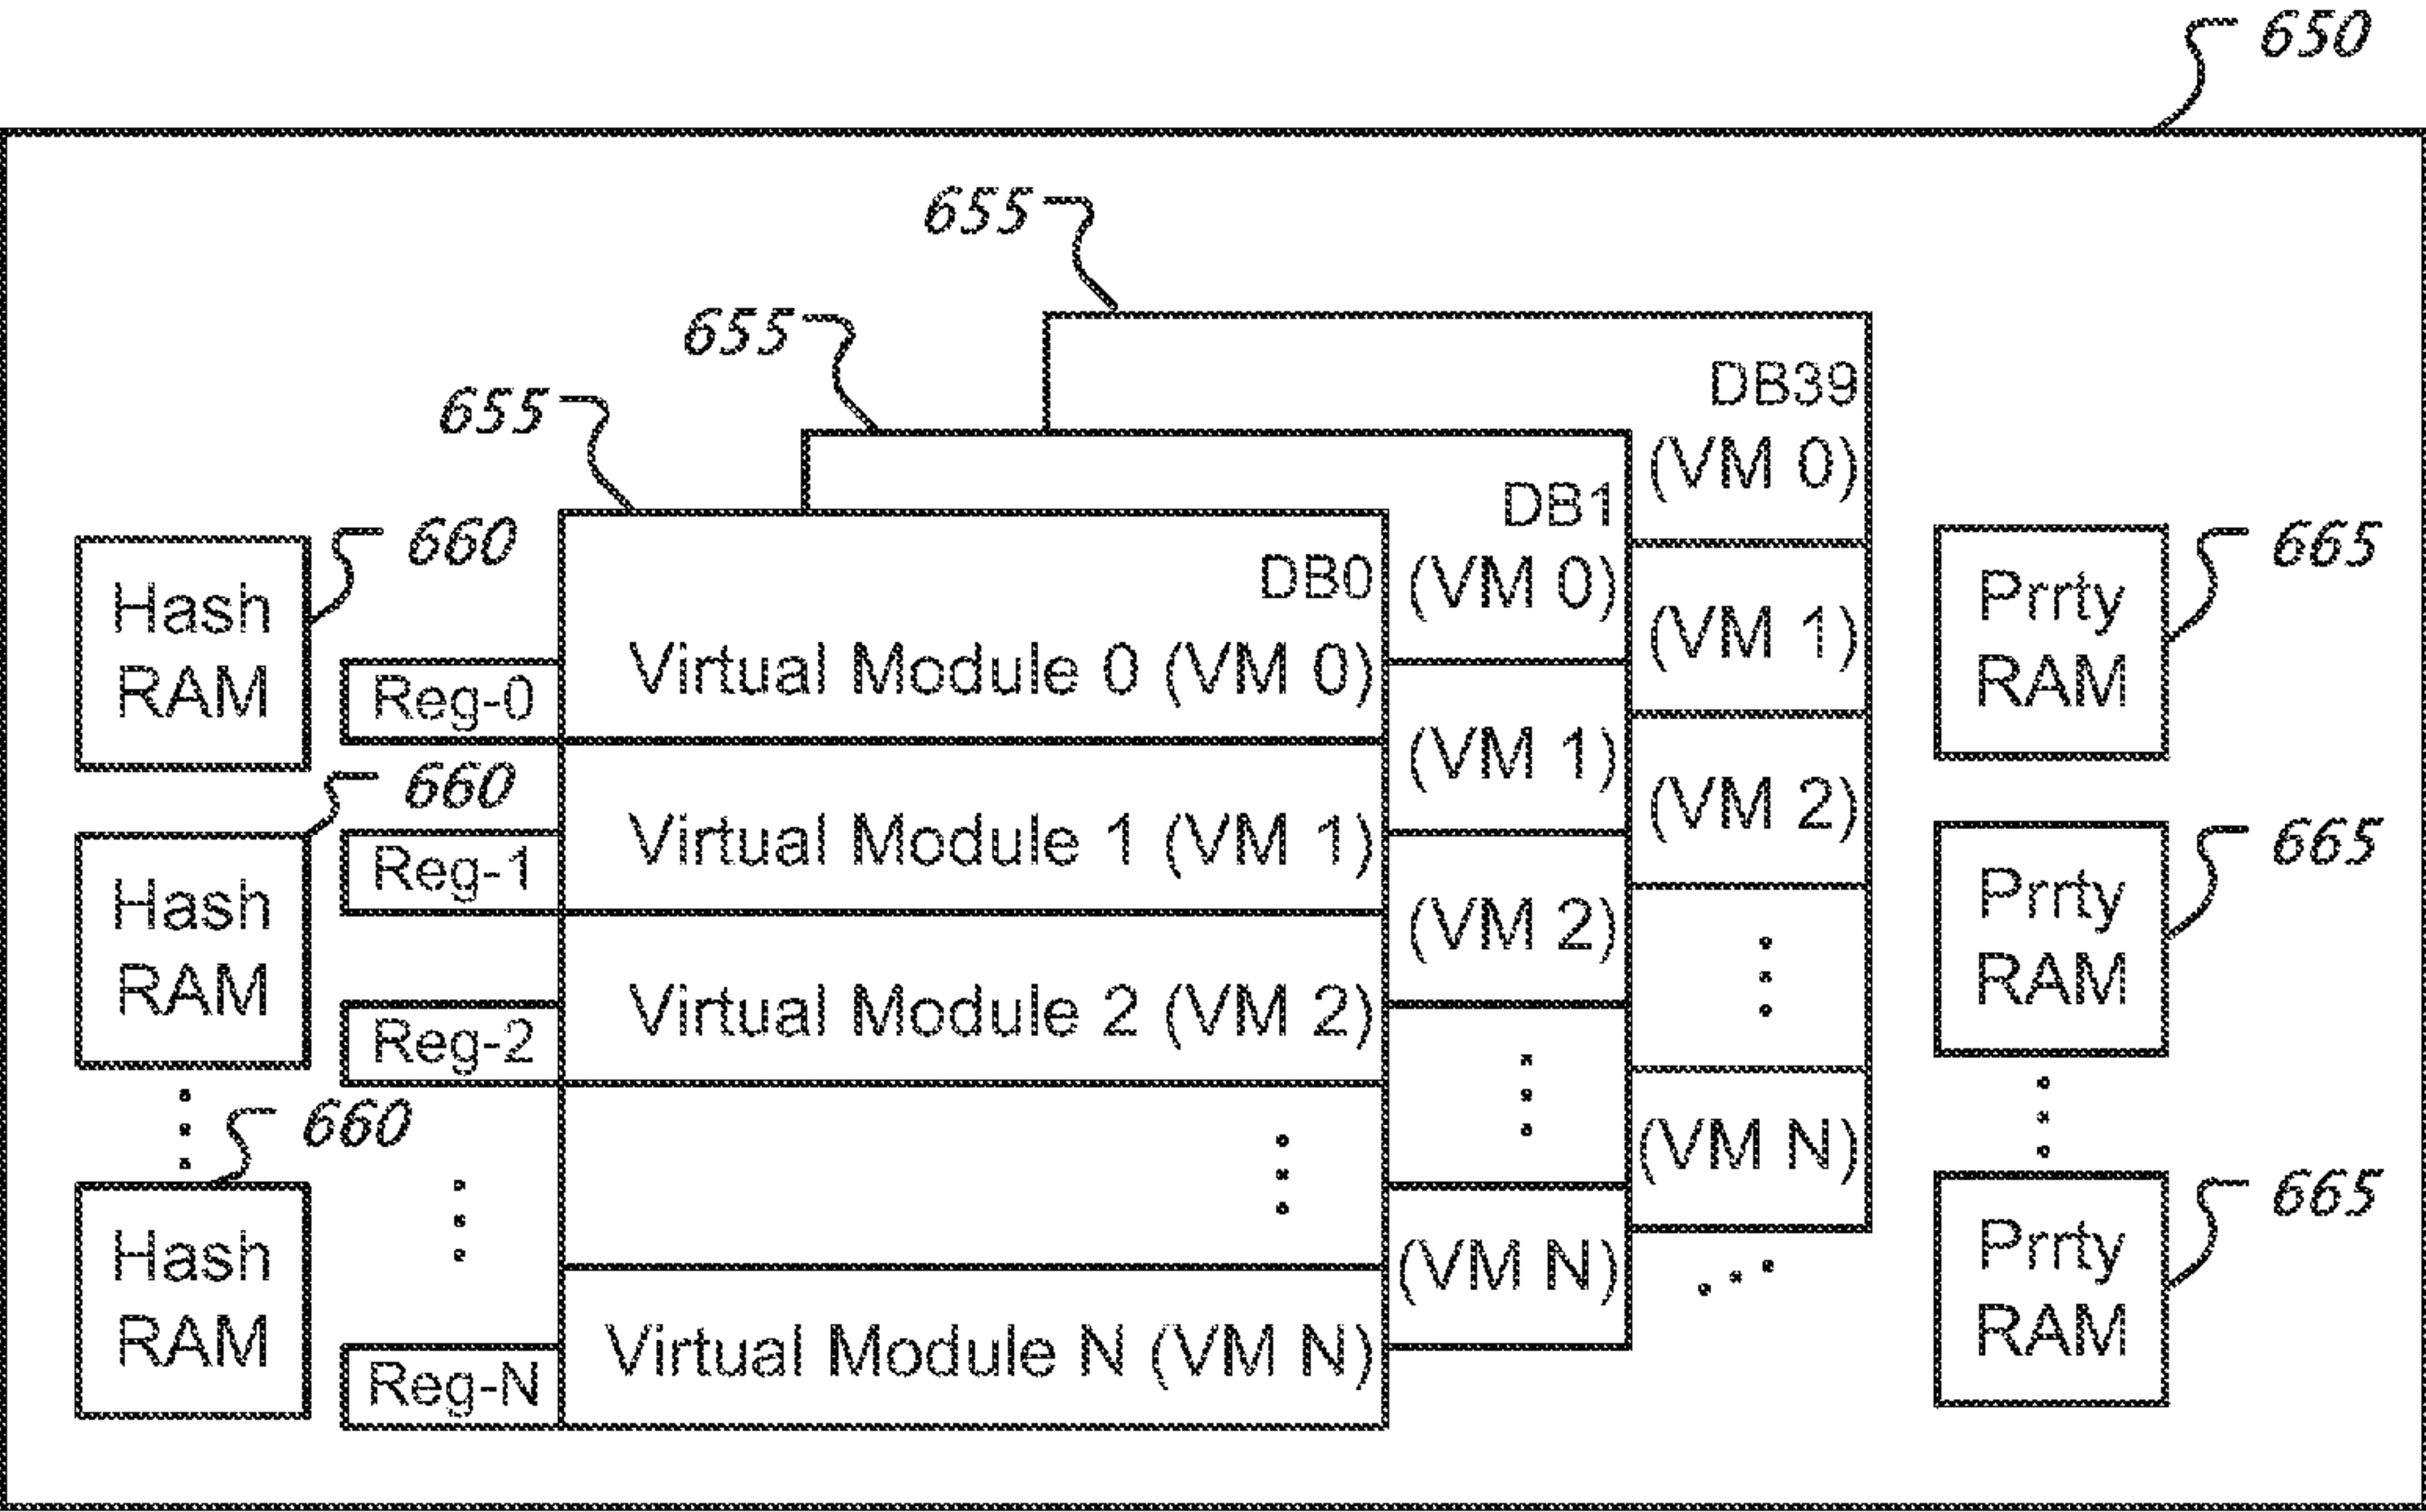 650
655
655
655
DB39
(VM 0)
(VM 1)
(VM 2)
(VM N)
DB1
(VM 0)
(VM 1)
(VM 2)
(VM N)
DB0
Virtual Module 0 (VM 0)
Virtual Module 1 (VM 1)
Virtual Module 2 (VM 2)
Virtual Module N (VM N)
Reg-0
Reg-1
Reg-2
Reg-N
660
Hash
RAM
660
Hash
RAM
660
Hash
RAM
665
Prrty
RAM
665
Prrty
RAM
665
Prrty
RAM